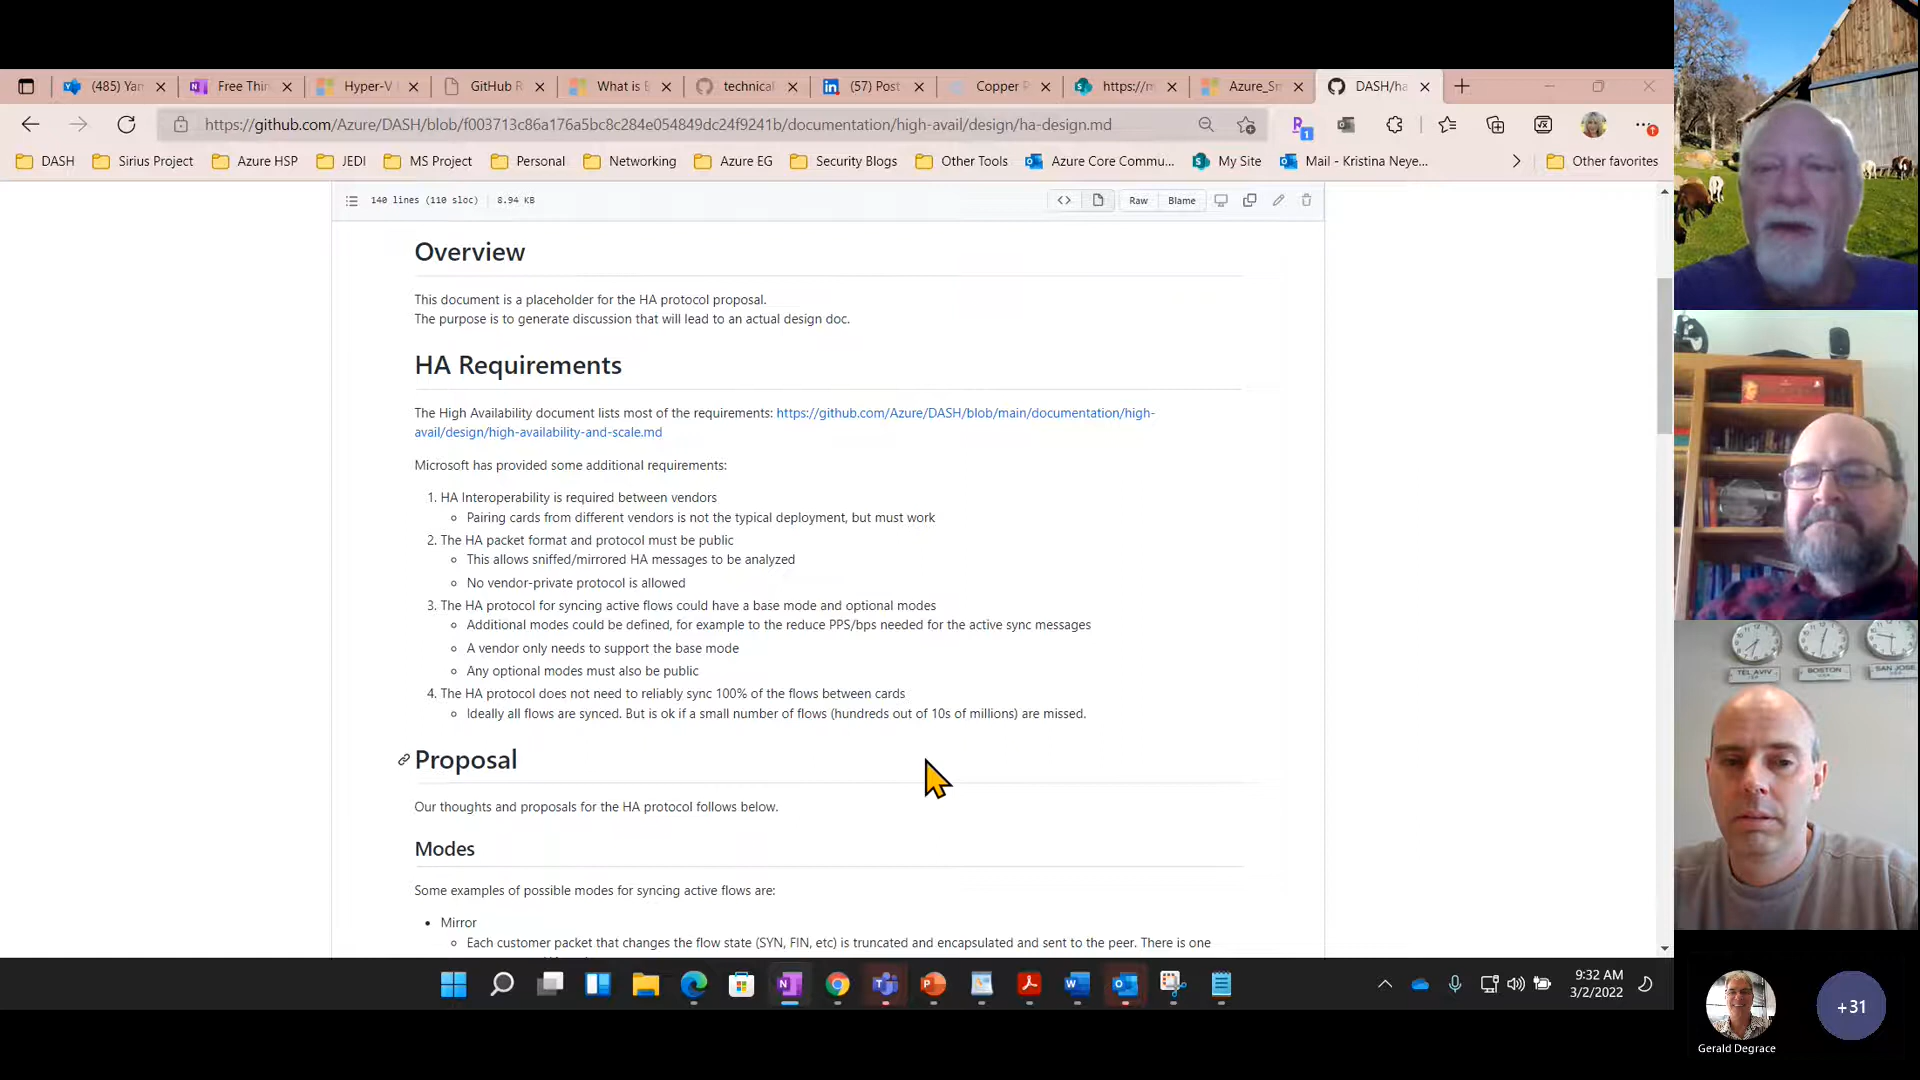 (485) Yan
Free Thin
Hyper-V
GitHub R
What is E
technical
(57) Post
Copper P
https://m
Azure_Sm
DASH/ha
https://github.com/Azure/DASH/blob/f003713c86a176a5bc8c284e054849dc24f9241b/documentation/high-avail/design/ha-design.md
1
DASH
Sirius Project
Azure HSP
JEDI
MS Project
Personal
Networking
Azure EG
Security Blogs
Other Tools
Azure Core Commu...
My Site
Mail - Kristina Neye...
Other favorites
140 lines (110 sloc) 8.94 KB
Raw
Blame
Overview
This document is a placeholder for the HA protocol proposal.
The purpose is to generate discussion that will lead to an actual design doc.
HA Requirements
The High Availability document lists most of the requirements: https://github.com/Azure/DASH/blob/main/documentation/high-
avail/design/high-availability-and-scale.md
Microsoft has provided some additional requirements:
1. HA Interoperability is required between vendors
Pairing cards from different vendors is not the typical deployment, but must work
2. The HA packet format and protocol must be public
This allows sniffed/mirrored HA messages to be analyzed
No vendor-private protocol is allowed
3. The HA protocol for syncing active flows could have a base mode and optional modes
Additional modes could be defined, for example to the reduce PPS/bps needed for the active sync messages
A vendor only needs to support the base mode
Any optional modes must also be public
4. The HA protocol does not need to reliably sync 100% of the flows between cards
Ideally all flows are synced. But is ok if a small number of flows (hundreds out of 10s of millions) are missed.
Proposal
Our thoughts and proposals for the HA protocol follows below.
Modes
Some examples of possible modes for syncing active flows are:
Mirror
Each customer packet that changes the flow state (SYN, FIN, etc) is truncated and encapsulated and sent to the peer. There is one
9:32 AM
3/2/2022
TEL AVIV
BOSTON
SAN JOSE
Gerald Degrace
+31